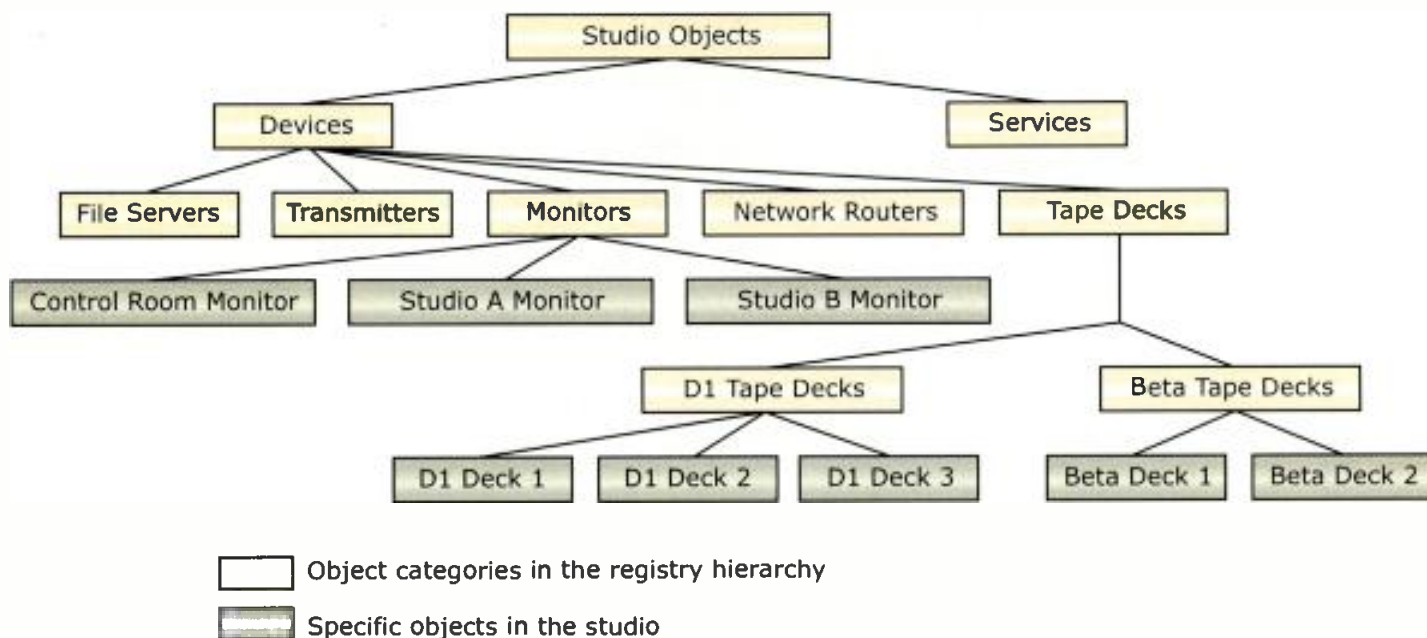 Studio Objects
Devices
Services
File Servers
Transmitters
Monitors
Network Routers
Tape Decks
Control Room Monitor
Studio A Monitor
Studio B Monitor
D1 Tape Decks
Beta Tape Decks
D1 Deck 1
D1 Deck 2
D1 Deck 3
Beta Deck 1
Beta Deck 2
Object categories in the registry hierarchy
Specific objects in the studio